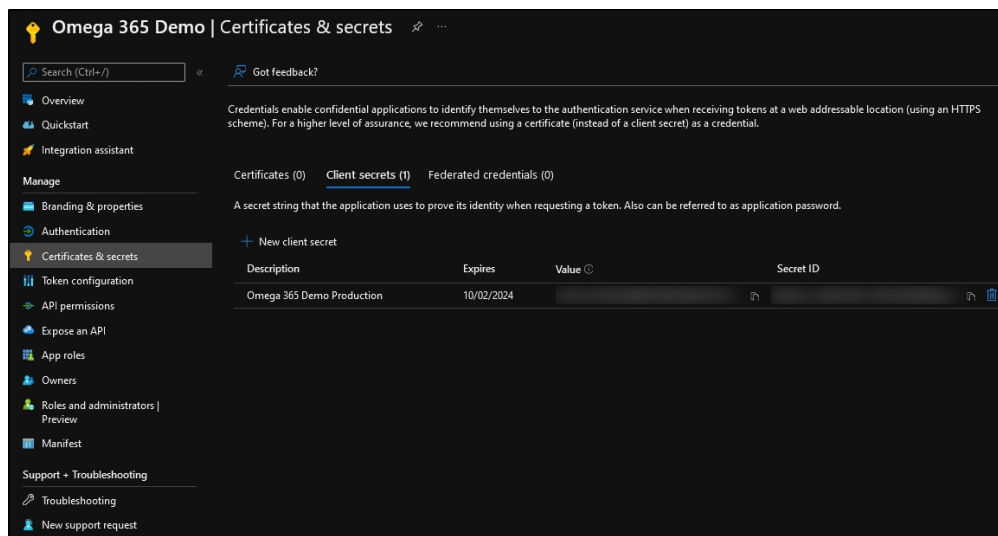 Omega 365 Demo | Certificates & secrets
Search (Ctrl+/)
Overview
Quickstart
Integration assistant
Manage
Branding & properties
Authentication
Certificates & secrets
Token configuration
API permissions
Expose an API
App roles
Owners
Roles and administrators |
Preview
Manifest
Support + Troubleshooting
Troubleshooting
New support request
Got feedback?
Credentials enable confidential applications to identify themselves to the authentication service when receiving tokens at a web addressable location (using an HTTPS
scheme). For a higher level of assurance, we recommend using a certificate (instead of a client secret) as a credential.
Certificates (0) Client secrets (1) Federated credentials (0)
A secret string that the application uses to prove its identity when requesting a token. Also can be referred to as application password.
New client secret
Description Expires Value Secret ID
Omega 365 Demo Production 10/02/2024